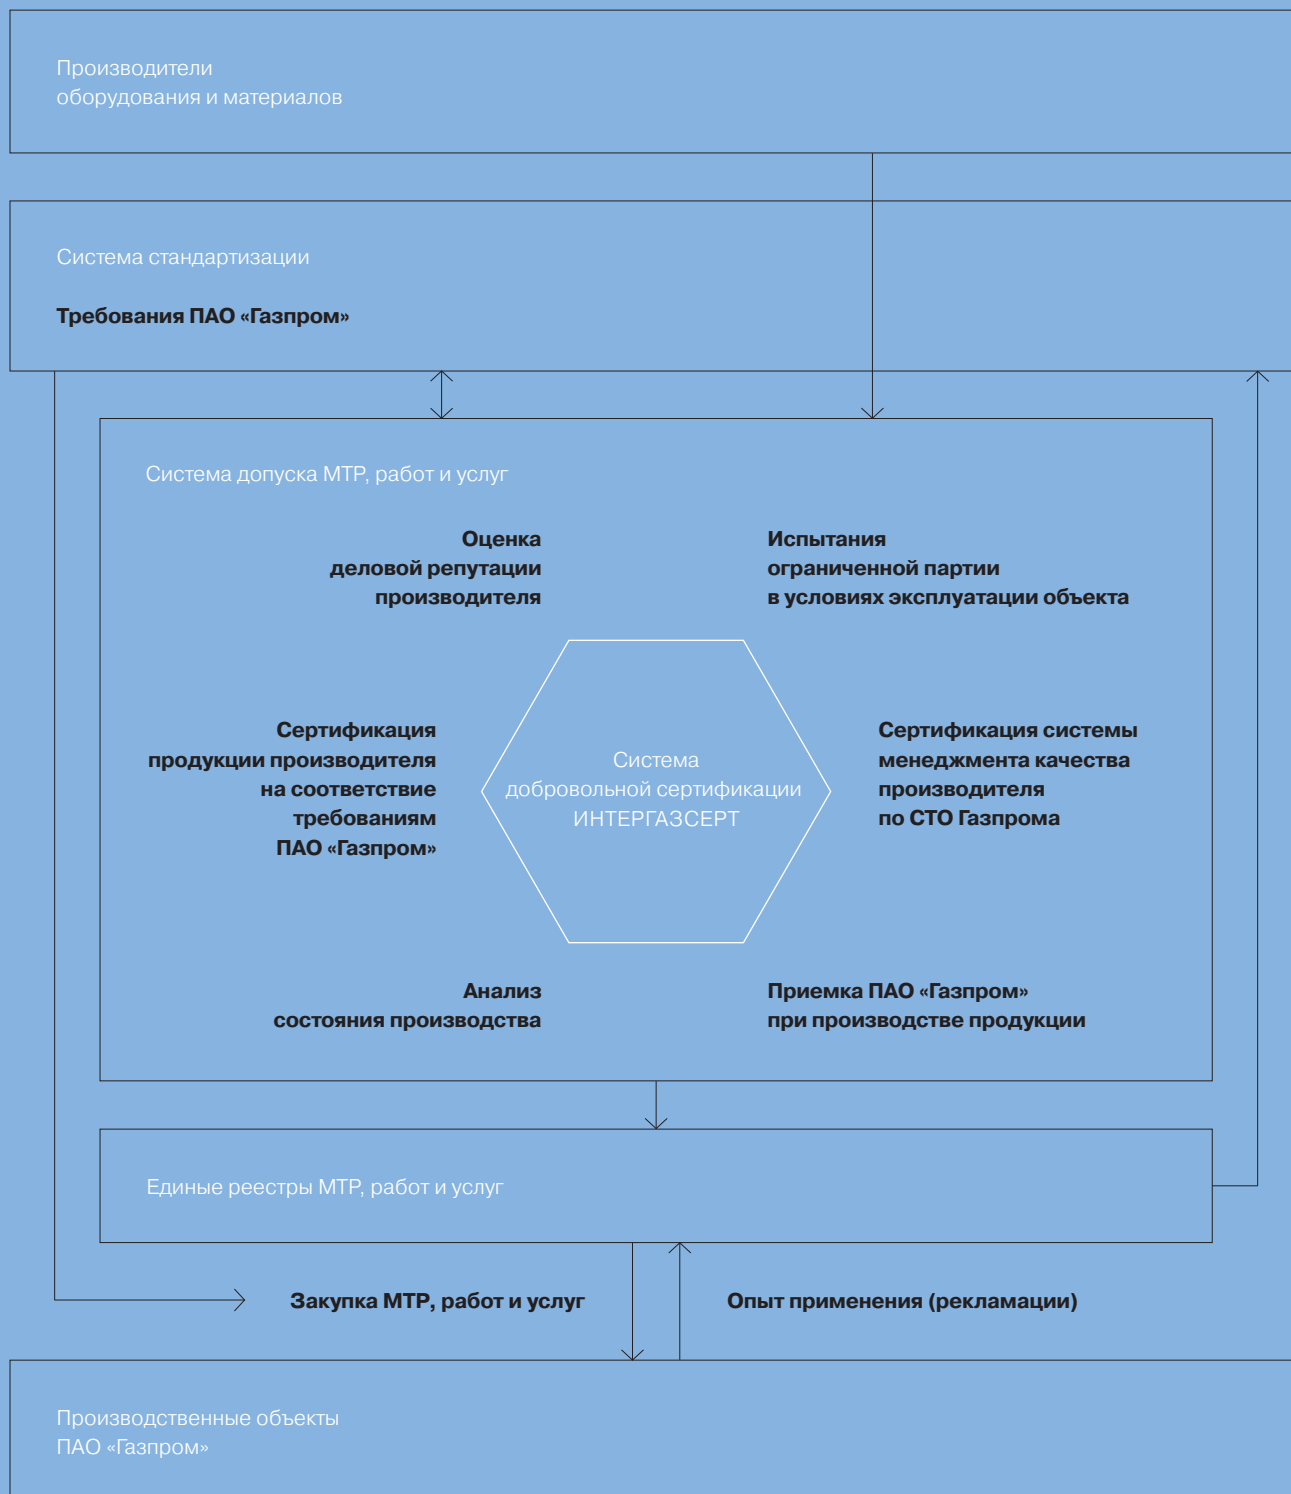 Производители
оборудования и материалов
Система стандартизации
Требования ПАО «Газпром»
Система допуска МТР, работ и услуг
Оценка
деловой репутации
производителя
Испытания
ограниченной партии
в условиях эксплуатации объекта
Сертификация
продукции производителя
на соответствие
требованиям
ПАО «Газпром»
Система
добровольной сертификации
ИНТЕРГАЗСЕРТ
Сертификация системы
менеджмента качества
производителя
по СТО Газпрома
Анализ
состояния производства
Приемка ПАО «Газпром»
при производстве продукции
Единые реестры МТР, работ и услуг
Закупка МТР, работ и услуг
Опыт применения (рекламации)
Производственные объекты
ПАО «Газпром»